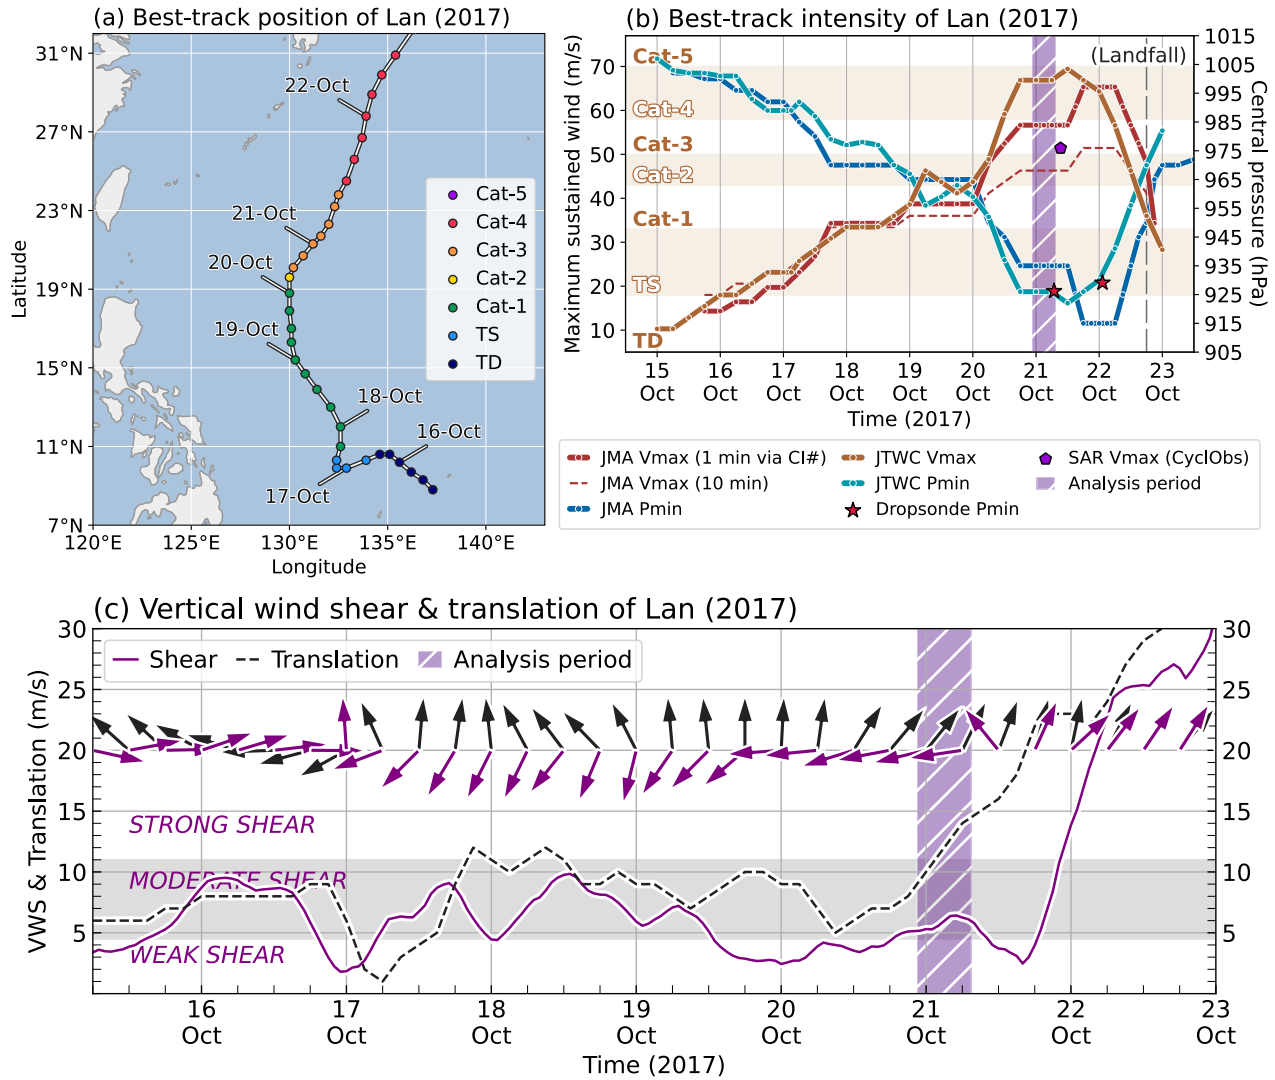 (a) Best-track position of Lan (2017)
31°N
27°N
23°N
19°N
15°N
11°N
7°N
Latitude
120°E
125°E
130°E
135°E
140°E
Longitude
22-Oct
21-Oct
20-Oct
19-Oct
18-Oct
16-Oct
17-Oct
Cat-5
Cat-4
Cat-3
Cat-2
Cat-1
TS
TD
(b) Best-track intensity of Lan (2017)
Maximum sustained wind (m/s)
70
60
50
40
30
20
10
Cat-5
Cat-4
Cat-3
Cat-2
Cat-1
TS
TD
(Landfall)
1015
1005
995
985
975
965
955
945
935
925
915
905
Central pressure (hPa)
15 Oct
16 Oct
17 Oct
18 Oct
19 Oct
20 Oct
21 Oct
22 Oct
23 Oct
Time (2017)
JMA Vmax (1 min via CI#)
JMA Vmax (10 min)
JMA Pmin
JTWC Vmax
JTWC Pmin
Dropsonde Pmin
SAR Vmax (CyclObs)
Analysis period
(c) Vertical wind shear & translation of Lan (2017)
VWS & Translation (m/s)
30
25
20
15
10
5
Shear
Translation
Analysis period
STRONG SHEAR
MODERATE SHEAR
WEAK SHEAR
30
25
20
15
10
5
16 Oct
17 Oct
18 Oct
19 Oct
20 Oct
21 Oct
22 Oct
23 Oct
Time (2017)